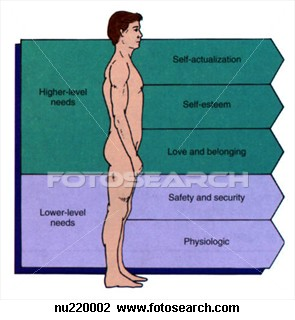 Self-actualization
Higher-level
needs
Self-esteem
Love and belonging
FOTOSEARCH
Safety and security
Lower-level
needs
Physiologic
nu220002 www.fotosearch.com